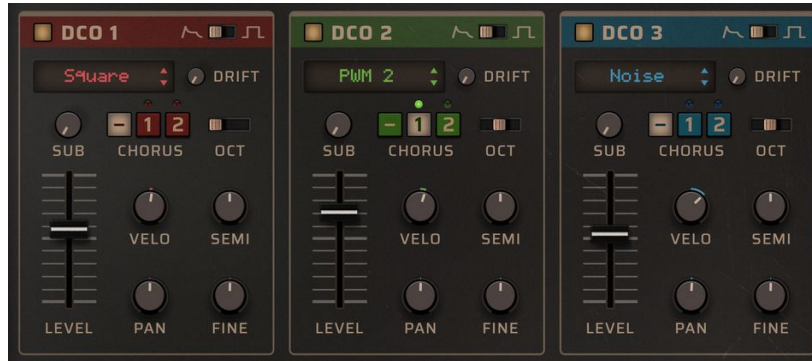 DCO 1
Square DRIFT
- 1 2
SUB CHORUS OCT
VELO SEMI
LEVEL PAN FINE
DCO 2
PWM 2 DRIFT
- 1 2
SUB CHORUS OCT
VELO SEMI
LEVEL PAN FINE
DCO 3
Noise DRIFT
- 1 2
SUB CHORUS OCT
VELO SEMI
LEVEL PAN FINE